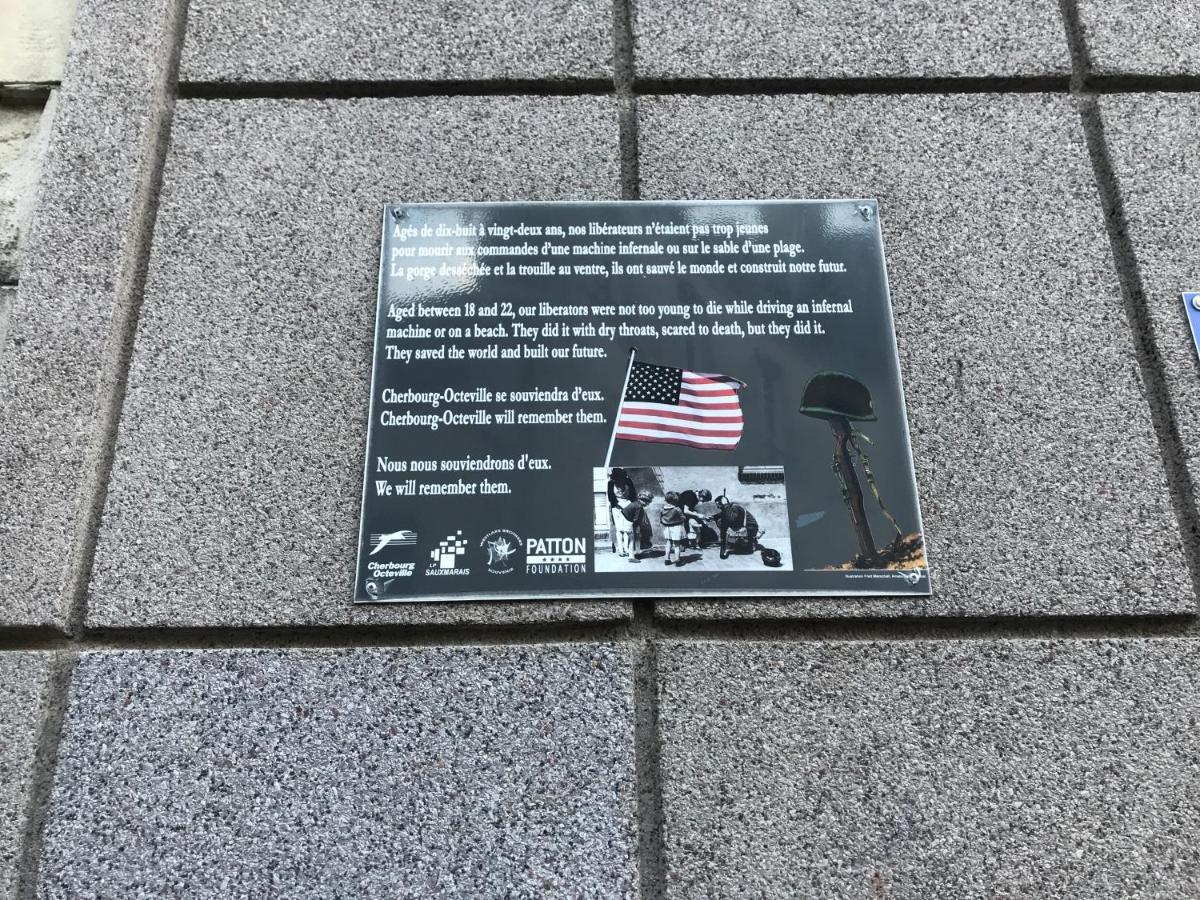 Agés de dix-huit à vingt-deux ans, nos libérateurs n'étaient pas trop jeunes
pour mourir aux commandes d'une machine infernale ou sur le sable d'une plage.
La gorge desséchée et la trouille au ventre, ils ont sauvé le monde et construit notre futur.
Aged between 18 and 22, our liberators were not too young to die while driving an infernal
machine or on a beach. They did it with dry throats, scared to death, but they did it.
They saved the world and built our future.
Cherbourg-Octeville se souviendra d'eux.
Cherbourg-Octeville will remember them.
Nous nous souviendrons d'eux.
We will remember them.
Cherbourg
Octeville
LP
SAUXMARAIS
SOUVENIR
PATTON
FOUNDATION
Illustration Fred